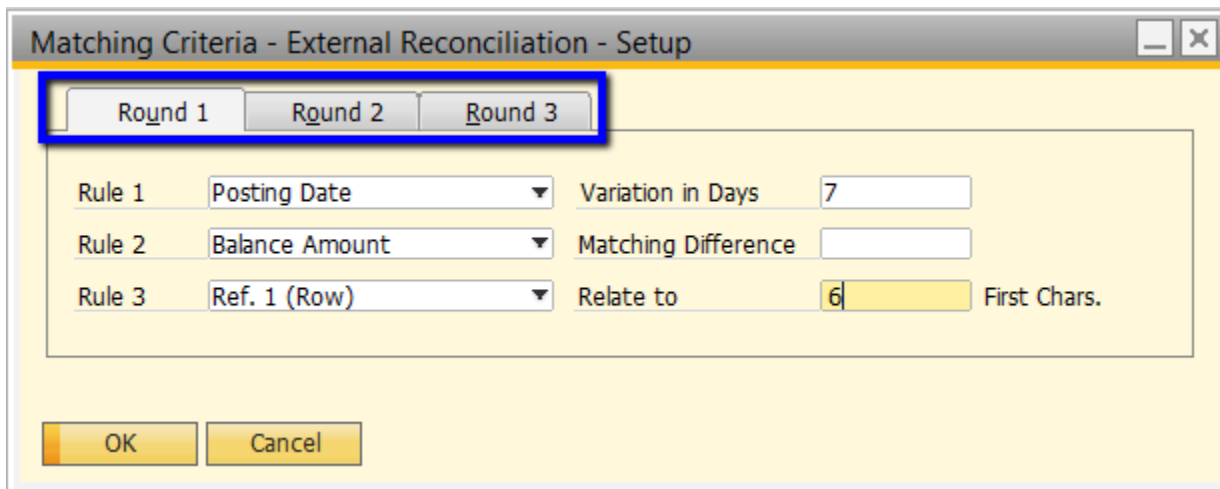 Matching Criteria - External Reconciliation - Setup
Round 1 Round 2 Round 3
Rule 1 Posting Date Variation in Days 7
Rule 2 Balance Amount Matching Difference
Rule 3 Ref. 1 (Row) Relate to 6 First Chars.
OK Cancel